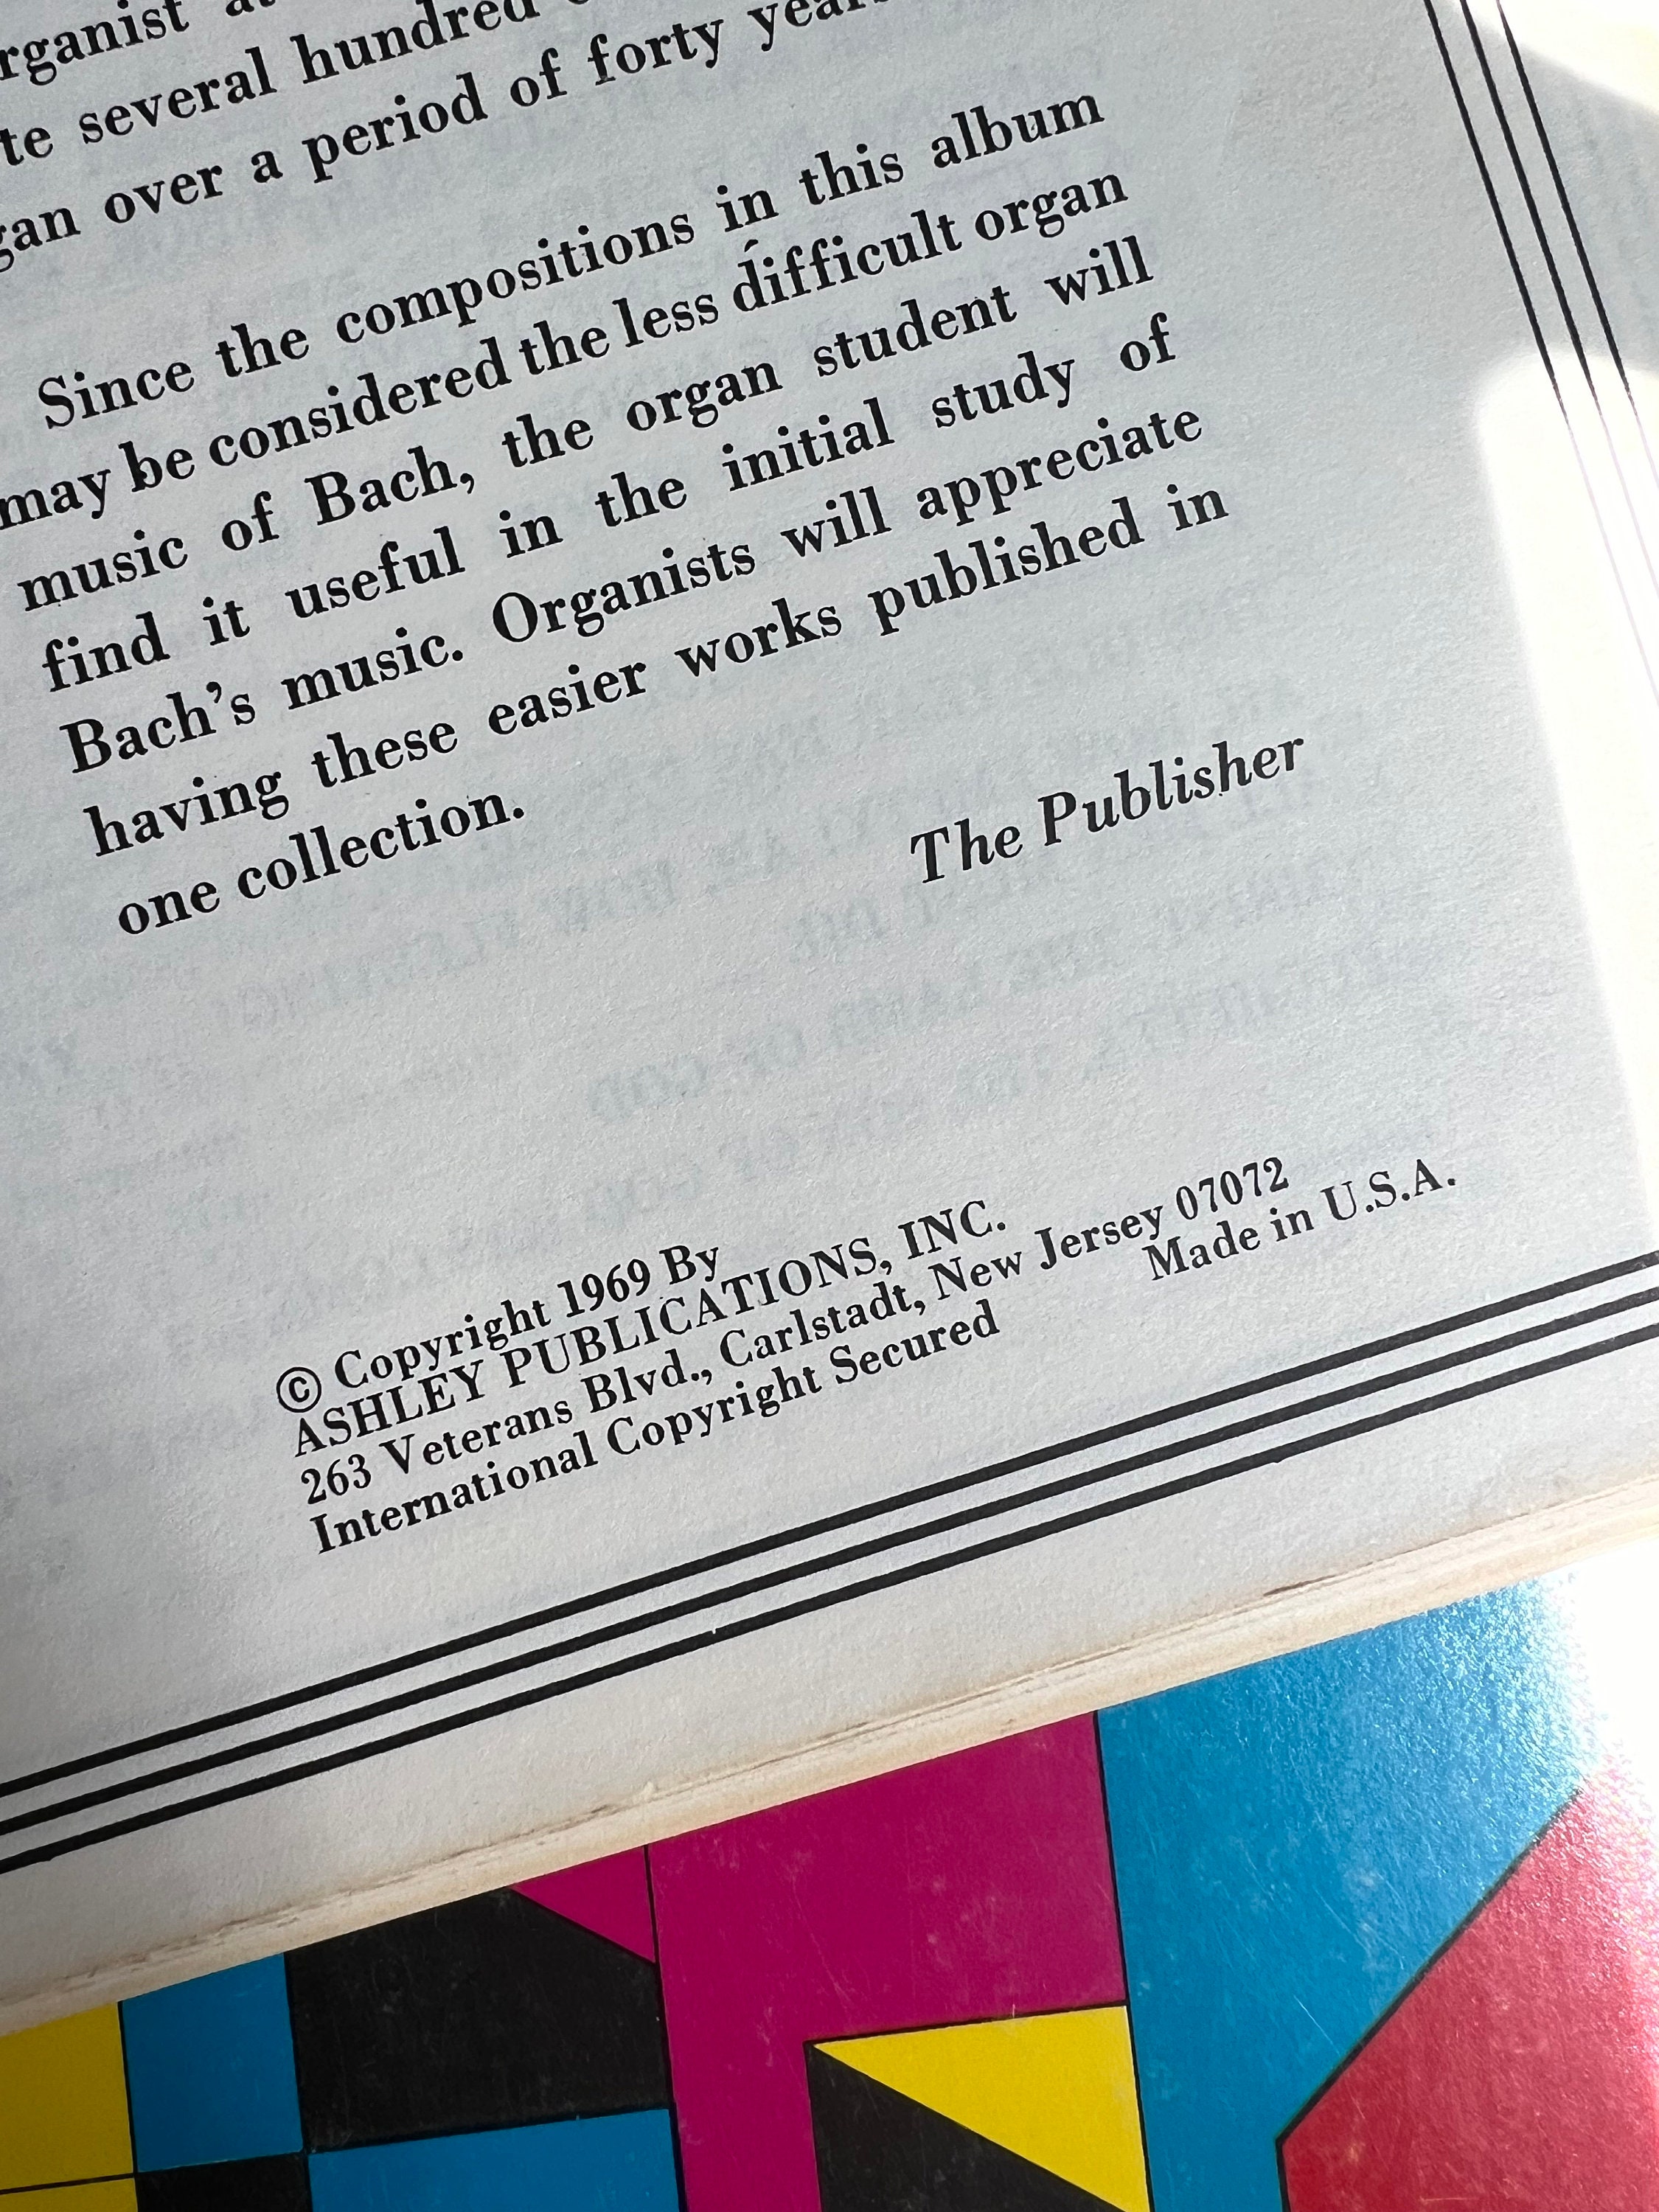 rganist
te several hundred
gan over a period of forty years
Since the compositions in this album
may be considered the less difficult organ
music of Bach, the organ student will
find it useful in the initial study of
Bach's music. Organists will appreciate
having these easier works published in
one collection.
The Publisher
© Copyright 1969 By
ASHLEY PUBLICATIONS, INC.
263 Veterans Blvd., Carlstadt, New Jersey 07072
International Copyright Secured Made in U.S.A.